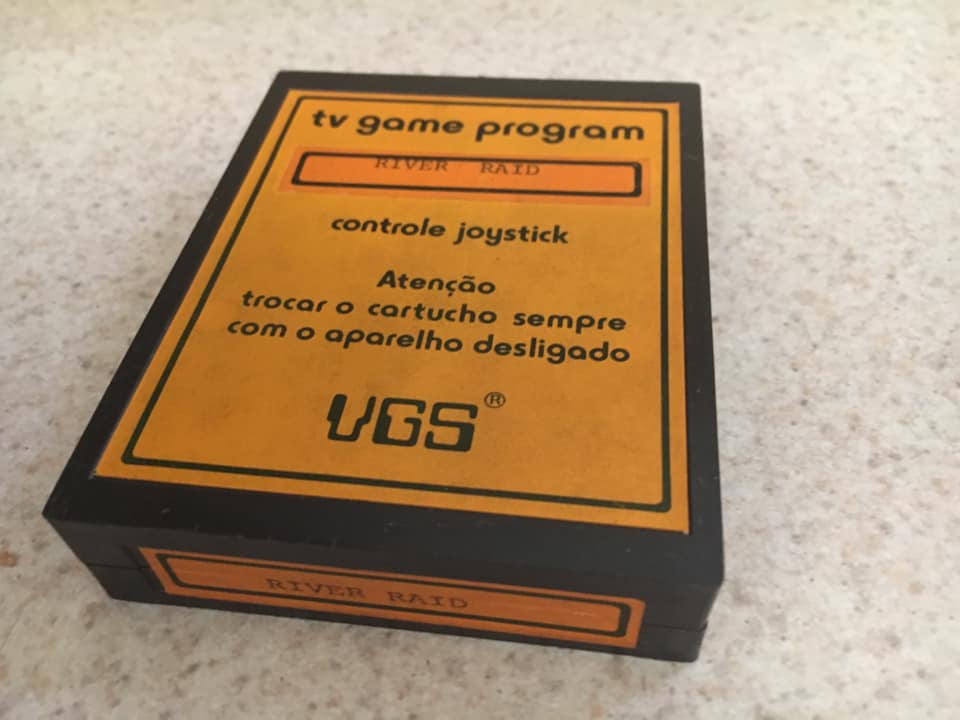 tv game program
RIVER RAID
controle joystick
Atenção
trocar o cartucho sempre
com o aparelho desligado
VGS®
RIVER RAID